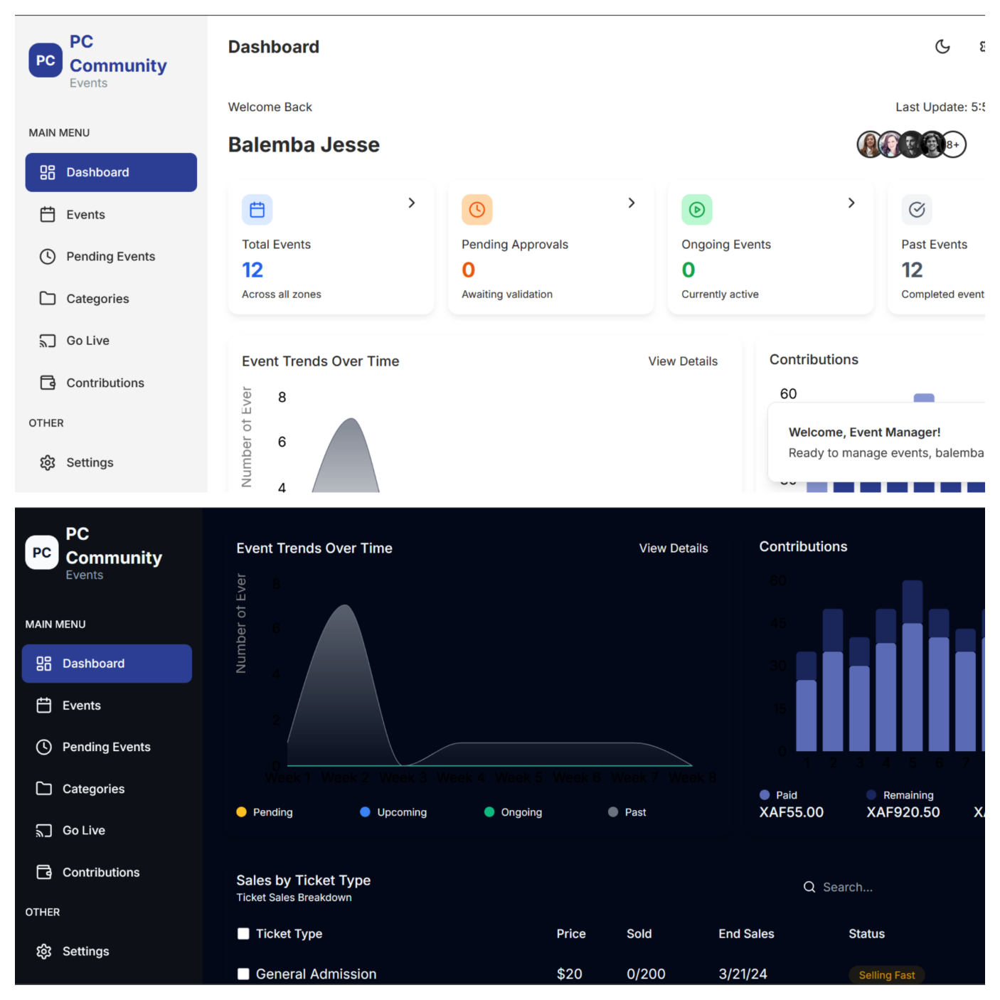 PC
PC
Community
Events
MAIN MENU
Dashboard
Events
Pending Events
Categories
Go Live
Contributions
OTHER
Settings
Dashboard
Welcome Back
Last Update: 5:5
Balemba Jesse
8+
Total Events
12
Across all zones
Pending Approvals
0
Awaiting validation
Ongoing Events
0
Currently active
Past Events
12
Completed event
Event Trends Over Time
View Details
Number of Ever
8
6
4
Contributions
60
Welcome, Event Manager!
Ready to manage events, balemba
PC
PC
Community
Events
MAIN MENU
Dashboard
Events
Pending Events
Categories
Go Live
Contributions
OTHER
Settings
Event Trends Over Time
View Details
Number of Ever
8
6
4
2
0
Week 1 Week 2 Week 3 Week 4 Week 5 Week 6 Week 7 Week 8
Pending Upcoming Ongoing Past
Contributions
60
45
30
15
0
1 2 3 4 5 6 7
Paid
XAF55.00
Remaining
XAF920.50
XA
Sales by Ticket Type
Ticket Sales Breakdown
Search...
Ticket Type Price Sold End Sales Status
General Admission $20 0/200 3/21/24 Selling Fast